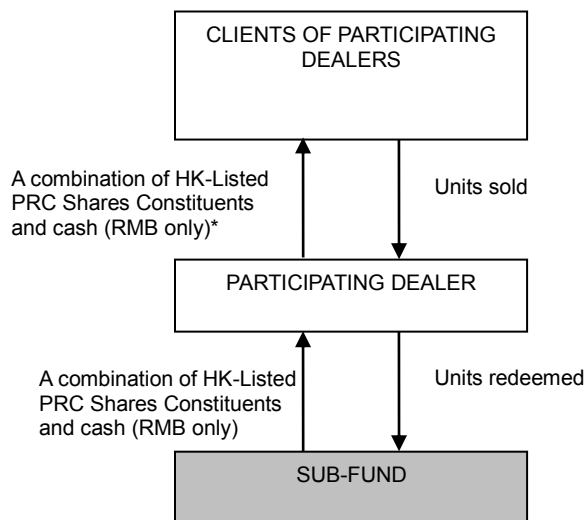 CLIENTS OF PARTICIPATING
DEALERS
A combination of HK-Listed
PRC Shares Constituents
and cash (RMB only)*
Units sold
PARTICIPATING DEALER
A combination of HK-Listed
PRC Shares Constituents
and cash (RMB only)
Units redeemed
SUB-FUND